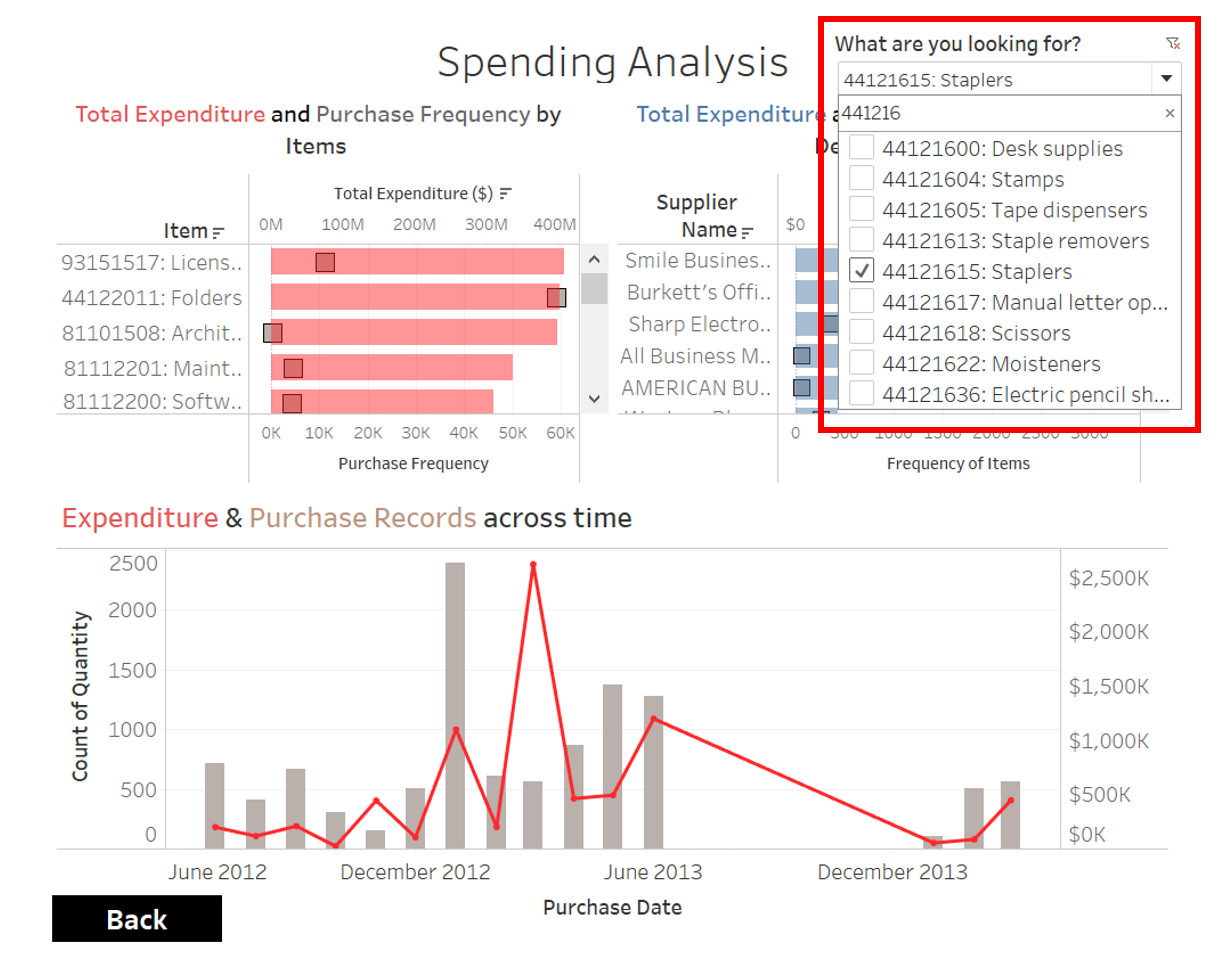 Spending Analysis
What are you looking for?
44121615: Staplers
441216
×
44121600: Desk supplies
44121604: Stamps
44121605: Tape dispensers
44121613: Staple removers
44121615: Staplers
44121617: Manual letter op...
44121618: Scissors
44121622: Moisteners
44121636: Electric pencil sh...
Total Expenditure and Purchase Frequency by
Items
Total Expenditure ($)
Item
0M 100M 200M 300M 400M
93151517: Licens..
44122011: Folders
81101508: Archit..
81112201: Maint..
81112200: Softw..
0K 10K 20K 30K 40K 50K 60K
Purchase Frequency
Total Expenditure
Supplier
Name
$0
Smile Busines..
Burkett's Offi..
Sharp Electro..
All Business M..
AMERICAN BU..
0 500 1000 1500 2000 2500 3000
Frequency of Items
Expenditure & Purchase Records across time
Count of Quantity
2500
2000
1500
1000
500
0
$2,500K
$2,000K
$1,500K
$1,000K
$500K
$0K
June 2012 December 2012 June 2013 December 2013
Purchase Date
Back